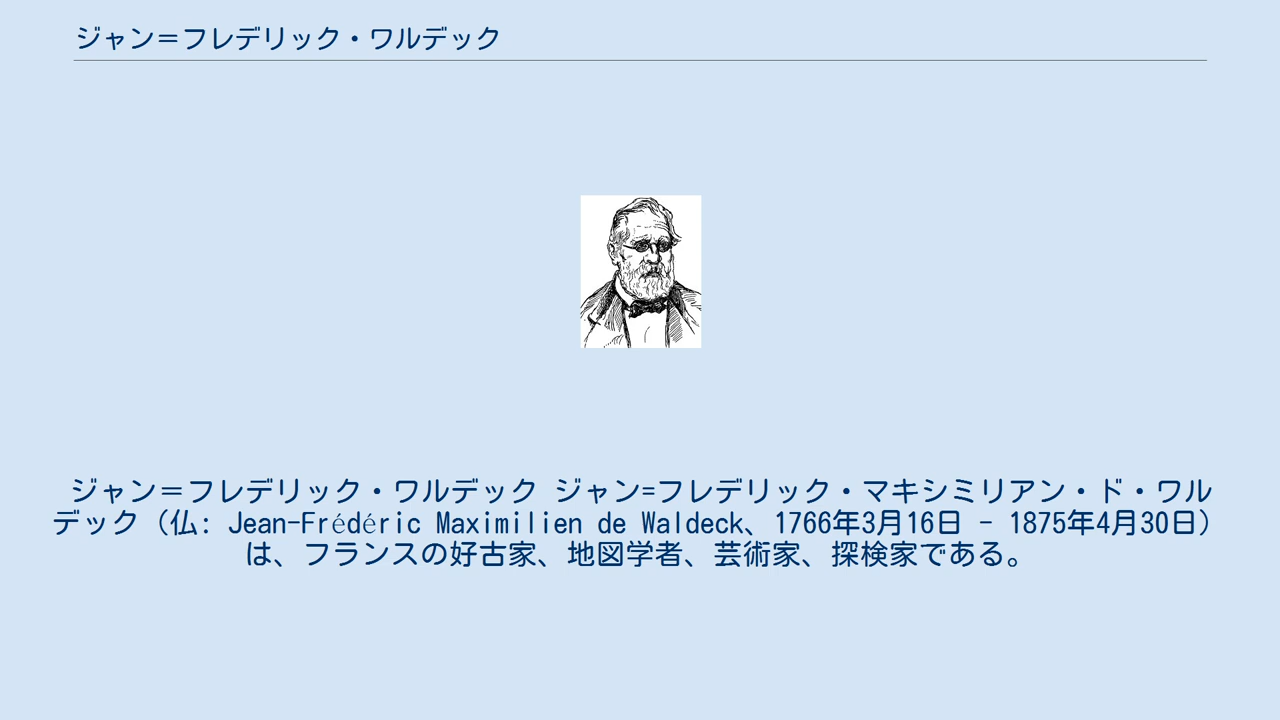 ジャン＝フレデリック・ワルデック
ジャン＝フレデリック・ワルデック ジャン=フレデリック・マキシミリアン・ド・ワル
デック（仏: Jean-Frédéric Maximilien de Waldeck、1766年3月16日 - 1875年4月30日）
は、フランスの好古家、地図学者、芸術家、探検家である。